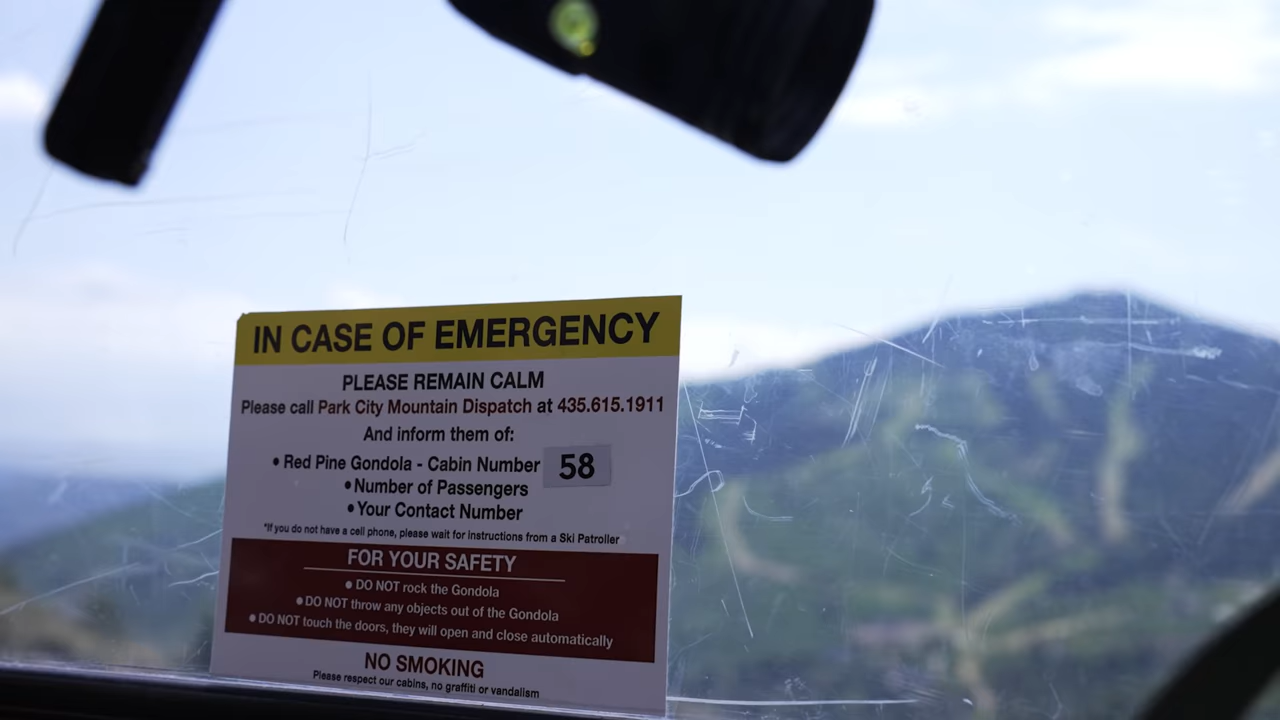 IN CASE OF EMERGENCY
PLEASE REMAIN CALM
Please call Park City Mountain Dispatch at 435.615.1911
And inform them of:
• Red Pine Gondola - Cabin Number 58
• Number of Passengers
• Your Contact Number
*If you do not have a cell phone, please wait for instructions from a Ski Patroller
FOR YOUR SAFETY
• DO NOT rock the Gondola
• DO NOT throw any objects out of the Gondola
• DO NOT touch the doors, they will open and close automatically
NO SMOKING
Please respect our cabins, no graffiti or vandalism